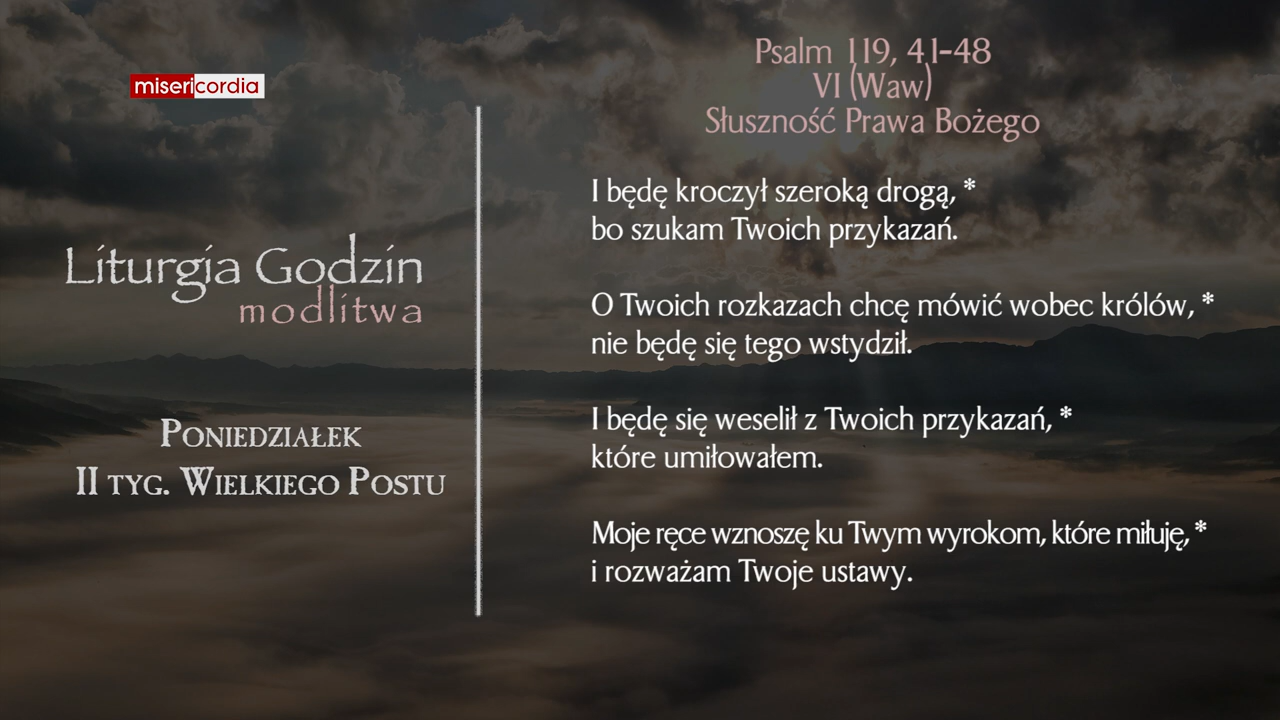 misericordia
Liturgia Godzin
modlitwa
Poniedziałek
II tyg. Wielkiego Postu
Psalm 119, 41-48
VI (Waw)
Słuszność Prawa Bożego
I będę kroczył szeroką drogą, *
bo szukam Twoich przykazań.
O Twoich rozkazach chcę mówić wobec królów, *
nie będę się tego wstydził.
I będę się weselił z Twoich przykazań, *
które umiłowałem.
Moje ręce wznoszę ku Twym wyrokom, które miłuję, *
i rozważam Twoje ustawy.